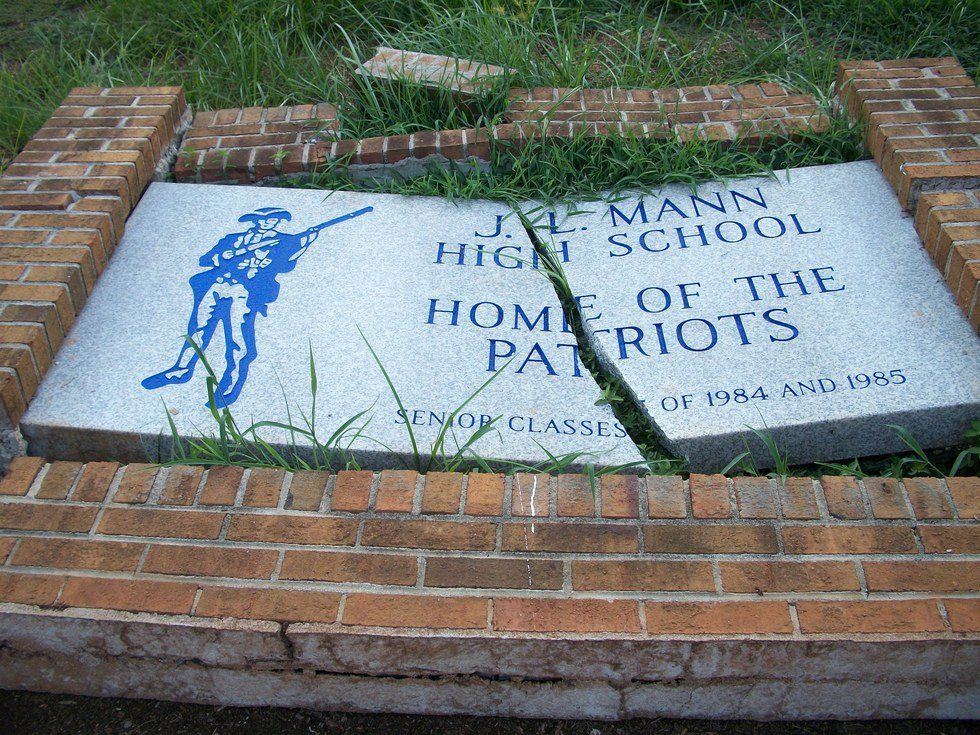 J. L. MANN
HIGH SCHOOL
HOME OF THE
PATRIOTS
SENIOR CLASSES OF 1984 AND 1985